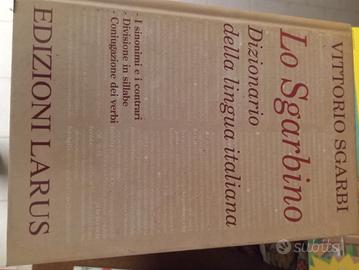 VITTORIO SGARBI
Lo Sgarbino
Dizionario
della lingua italiana
- I sinonimi e i contrari
- Divisione in sillabe
- Coniugazione dei verbi
EDIZIONI LARUS
subito